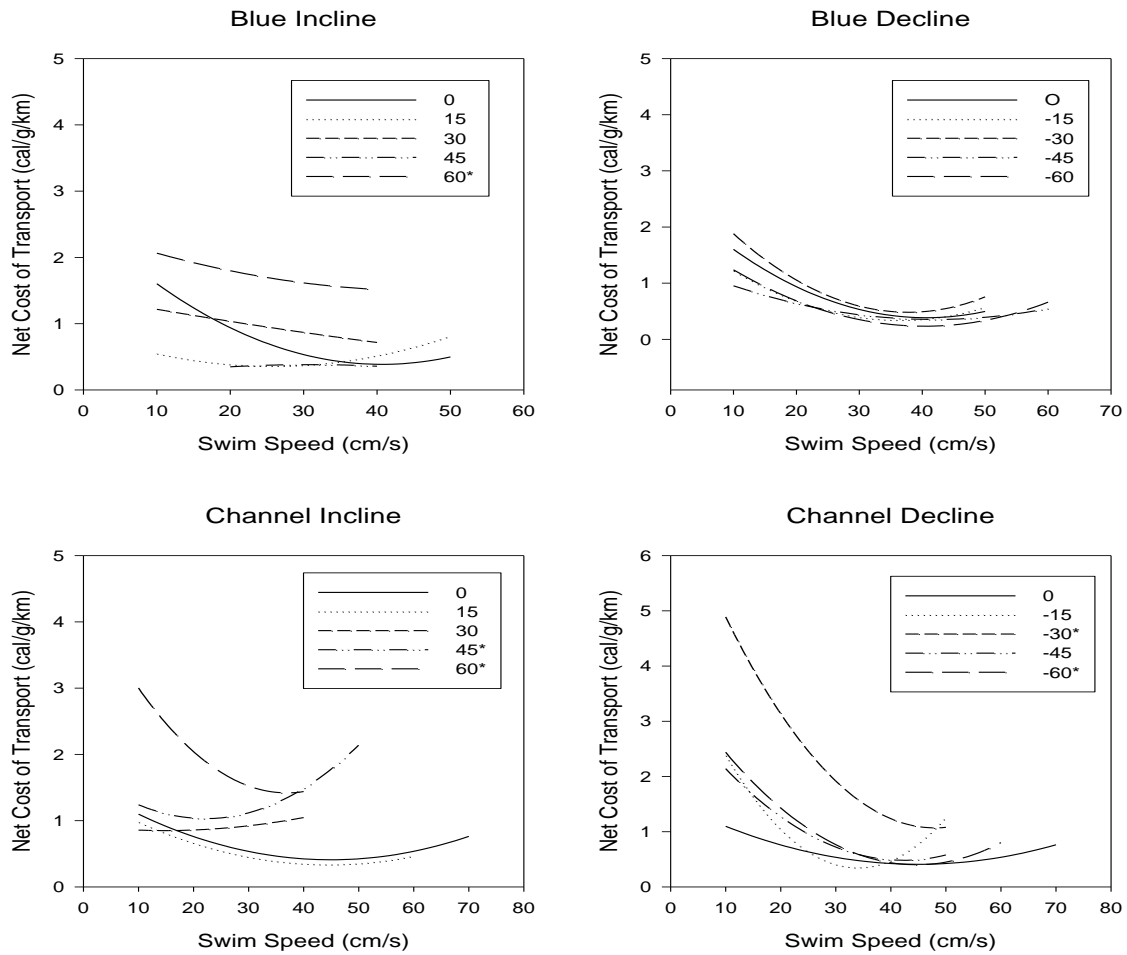 Blue Incline
Net Cost of Transport (cal/g/km)
5
4
3
2
1
0
0
15
30
45
60*
0 10 20 30 40 50 60
Swim Speed (cm/s)
Blue Decline
Net Cost of Transport (cal/g/km)
5
4
3
2
1
0
O
-15
-30
-45
-60
0 10 20 30 40 50 60 70
Swim Speed (cm/s)
Channel Incline
Net Cost of Transport (cal/g/km)
5
4
3
2
1
0
0
15
30
45*
60*
0 10 20 30 40 50 60 70 80
Swim Speed (cm/s)
Channel Decline
Net Cost of Transport (cal/g/km)
6
5
4
3
2
1
0
0
-15
-30*
-45
-60*
0 10 20 30 40 50 60 70 80
Swim Speed (cm/s)